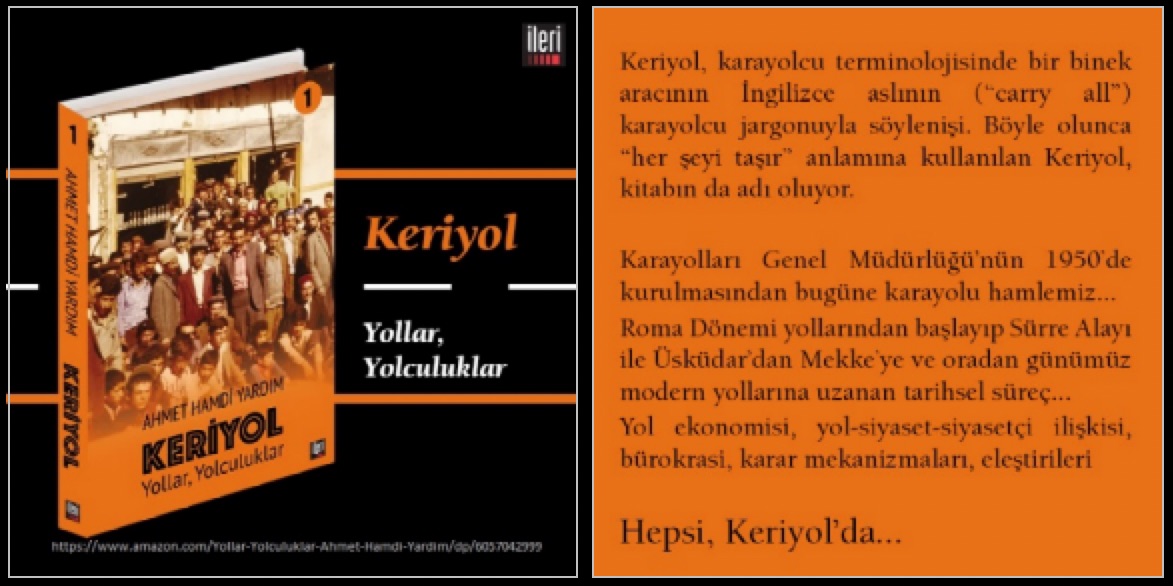 ileri
1
1
AHMET HAMDİ YARDIM
KERİYOL
AHMET HAMDİ YARDIM
KERİYOL
Yollar, Yolculuklar
Keriyol
Yollar,
Yolculuklar
https://www.amazon.com/Yollar-Yolculuklar-Ahmet-Hamdi-Yardim/dp/6057042999
Keriyol, karayolcu terminolojisinde bir binek
aracının İngilizce aslının (“carry all”)
karayolcu jargonuyla söylenişi. Böyle olunca
“her şeyi taşır” anlamına kullanılan Keriyol,
kitabın da adı oluyor.
Karayolları Genel Müdürlüğü'nün 1950'de
kurulmasından bugüne karayolu hamlemiz...
Roma Dönemi yollarından başlayıp Sürre Alayı
ile Üsküdar'dan Mekke'ye ve oradan günümüz
modern yollarına uzanan tarihsel süreç...
Yol ekonomisi, yol-siyaset-siyasetçi ilişkisi,
bürokrasi, karar mekanizmaları, eleştirileri
Hepsi, Keriyol’da...